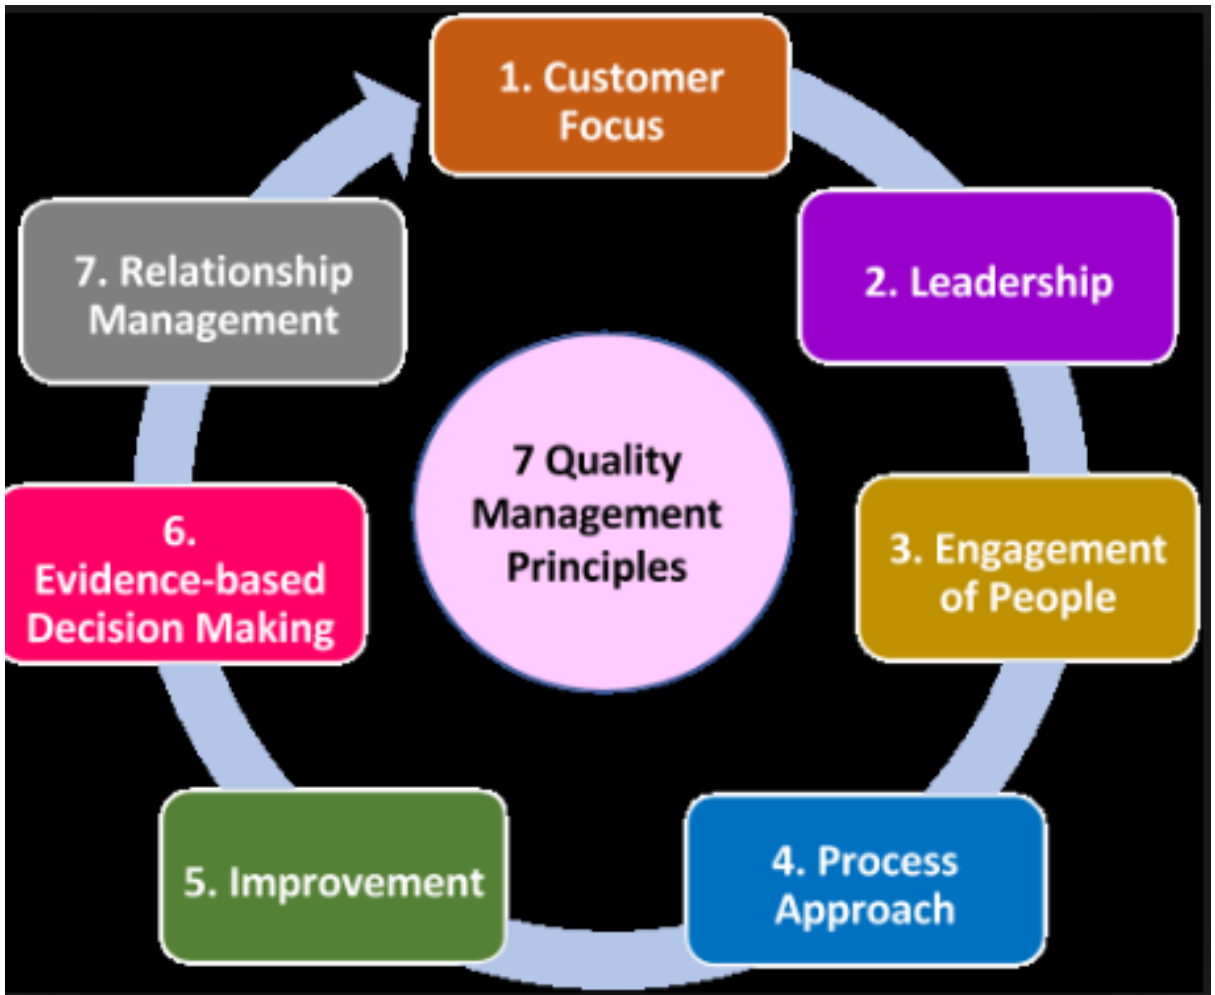 1. Customer
Focus
2. Leadership
3. Engagement
of People
4. Process
Approach
5. Improvement
6.
Evidence-based
Decision Making
7. Relationship
Management
7 Quality
Management
Principles